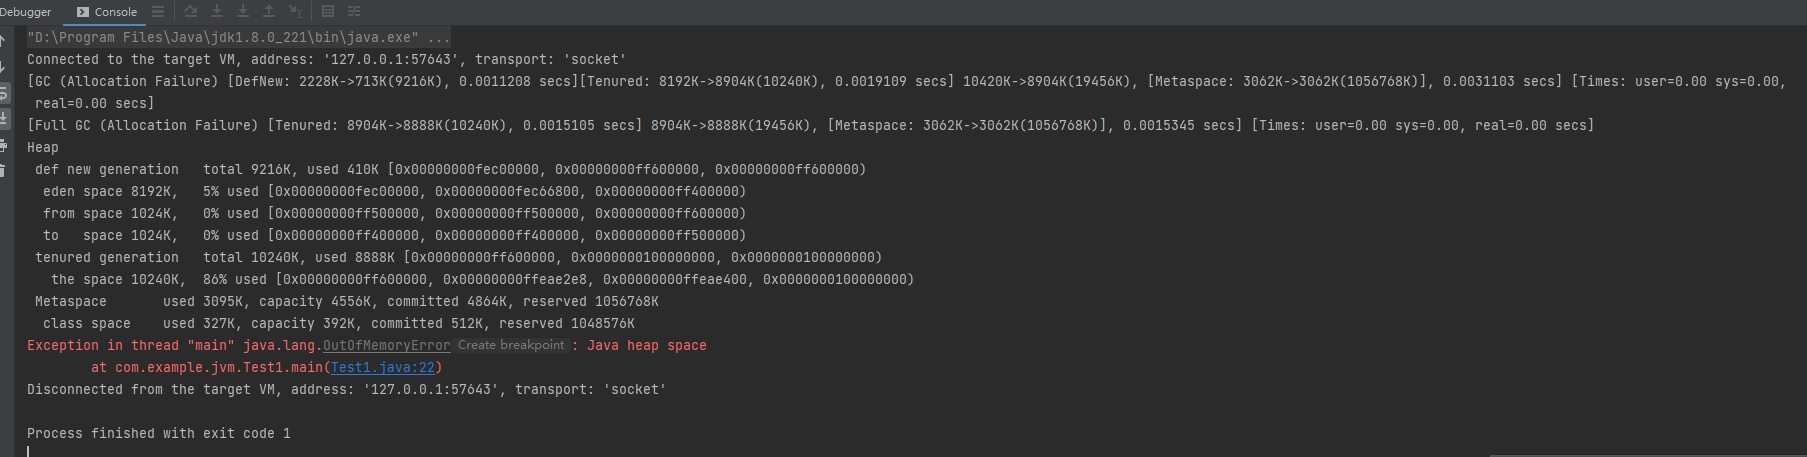 Debugger Console
"D:\Program Files\Java\jdk1.8.0_221\bin\java.exe" ...
Connected to the target VM, address: '127.0.0.1:57643', transport: 'socket'
[GC (Allocation Failure) [DefNew: 2228K->713K(9216K), 0.0011208 secs][Tenured: 8192K->8904K(10240K), 0.0019109 secs] 10420K->8904K(19456K), [Metaspace: 3062K->3062K(1056768K)], 0.0031103 secs] [Times: user=0.00 sys=0.00,
real=0.00 secs]
[Full GC (Allocation Failure) [Tenured: 8904K->8888K(10240K), 0.0015105 secs] 8904K->8888K(19456K), [Metaspace: 3062K->3062K(1056768K)], 0.0015345 secs] [Times: user=0.00 sys=0.00, real=0.00 secs]
Heap
def new generation   total 9216K, used 410K [0x00000000fec00000, 0x00000000ff600000, 0x00000000ff600000)
eden space 8192K,   5% used [0x00000000fec00000, 0x00000000fec66800, 0x00000000ff400000)
from space 1024K,   0% used [0x00000000ff500000, 0x00000000ff500000, 0x00000000ff600000)
to   space 1024K,   0% used [0x00000000ff400000, 0x00000000ff400000, 0x00000000ff500000)
tenured generation   total 10240K, used 8888K [0x00000000ff600000, 0x0000000100000000, 0x0000000100000000)
the space 10240K,  86% used [0x00000000ff600000, 0x00000000ffeae2e8, 0x00000000ffeae400, 0x0000000100000000)
Metaspace       used 3095K, capacity 4556K, committed 4864K, reserved 1056768K
class space    used 327K, capacity 392K, committed 512K, reserved 1048576K
Exception in thread "main" java.lang.OutOfMemoryError Create breakpoint : Java heap space
at com.example.jvm.Test1.main(Test1.java:22)
Disconnected from the target VM, address: '127.0.0.1:57643', transport: 'socket'
Process finished with exit code 1